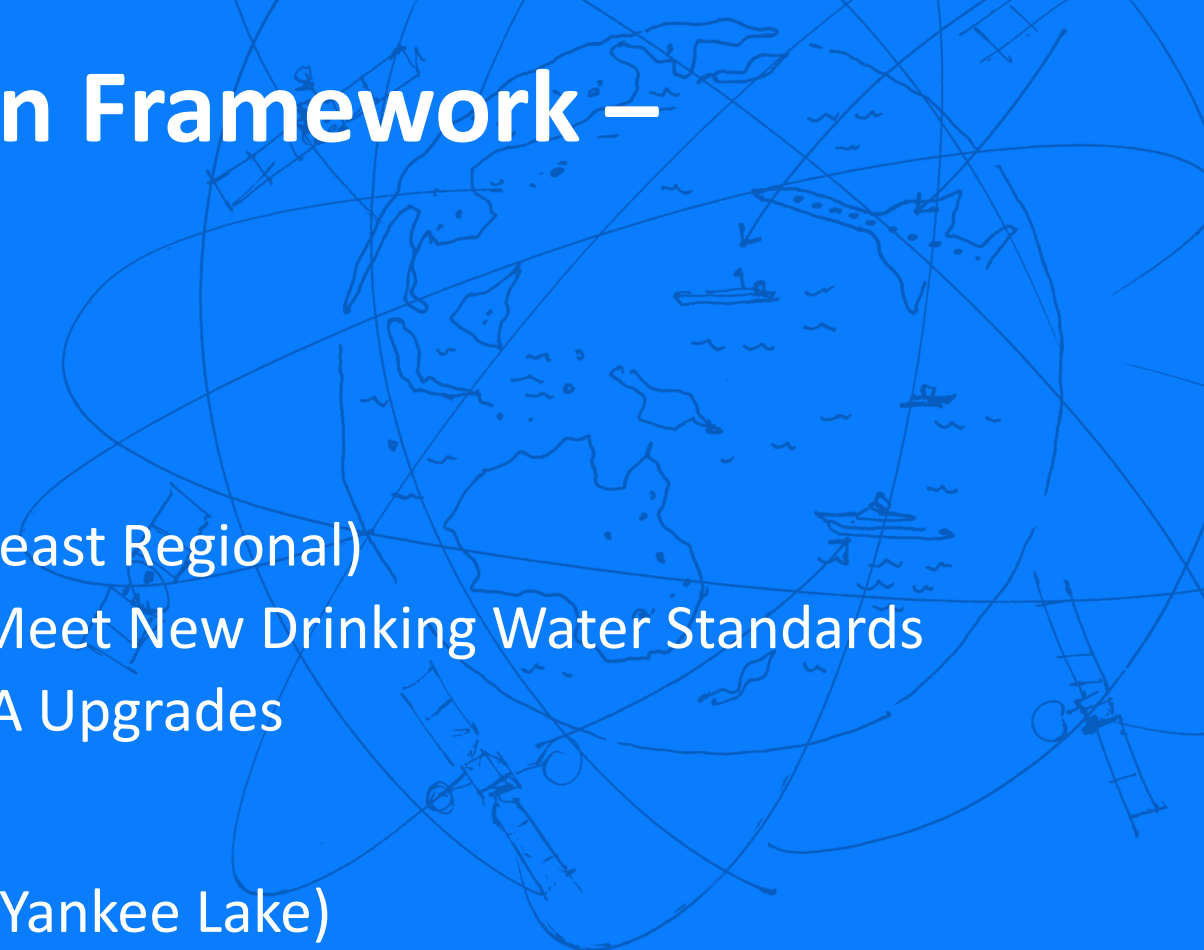 n Framework –
east Regional)
Meet New Drinking Water Standards
A Upgrades
Yankee Lake)